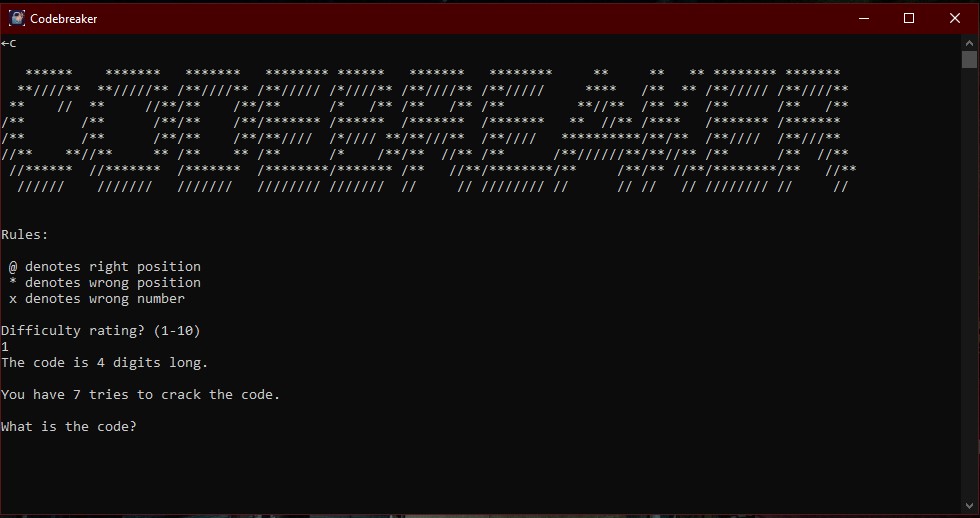 Codebreaker
←c
CODEBREAKER
Rules:
@ denotes right position
* denotes wrong position
x denotes wrong number
Difficulty rating? (1-10)
1
The code is 4 digits long.
You have 7 tries to crack the code.
What is the code?